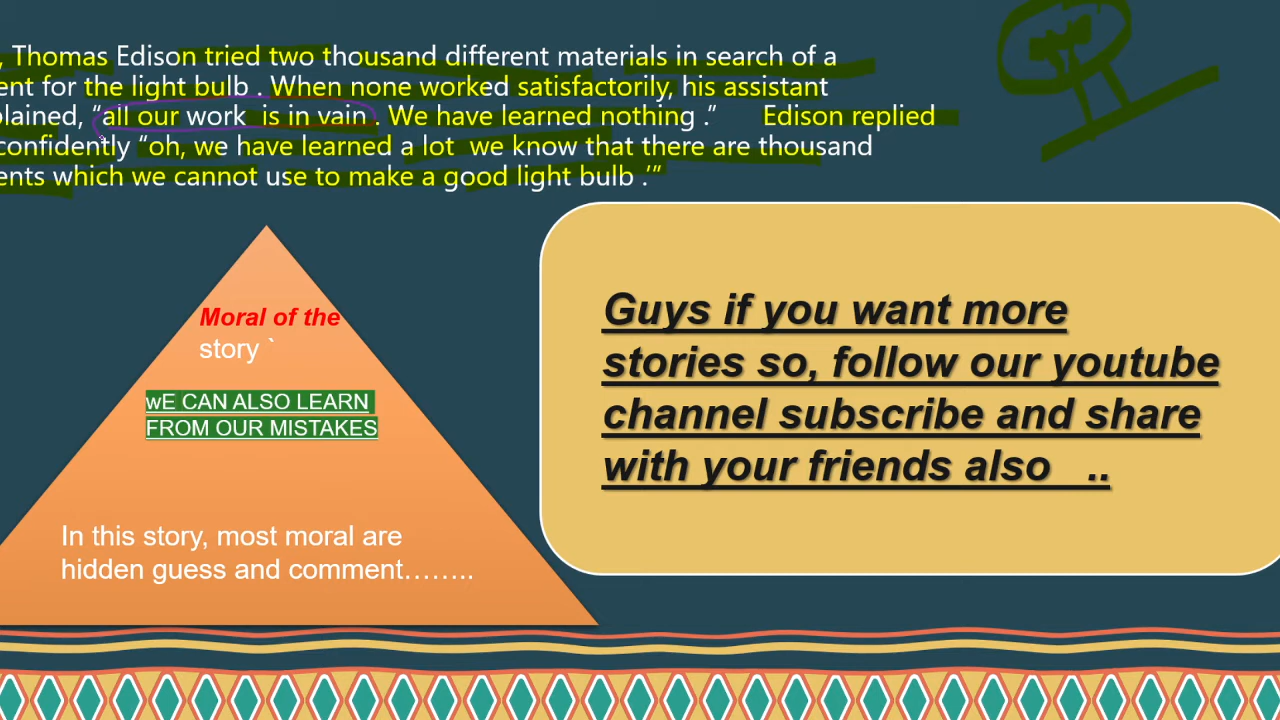 , Thomas Edison tried two thousand different materials in search of a
ent for the light bulb . When none worked satisfactorily, his assistant
plained, “all our work is in vain . We have learned nothing .” Edison replied
confidently “oh, we have learned a lot we know that there are thousand
ents which we cannot use to make a good light bulb .’”
Moral of the
story `
wE CAN ALSO LEARN
FROM OUR MISTAKES
In this story, most moral are
hidden guess and comment……..
Guys if you want more
stories so, follow our youtube
channel subscribe and share
with your friends also ..